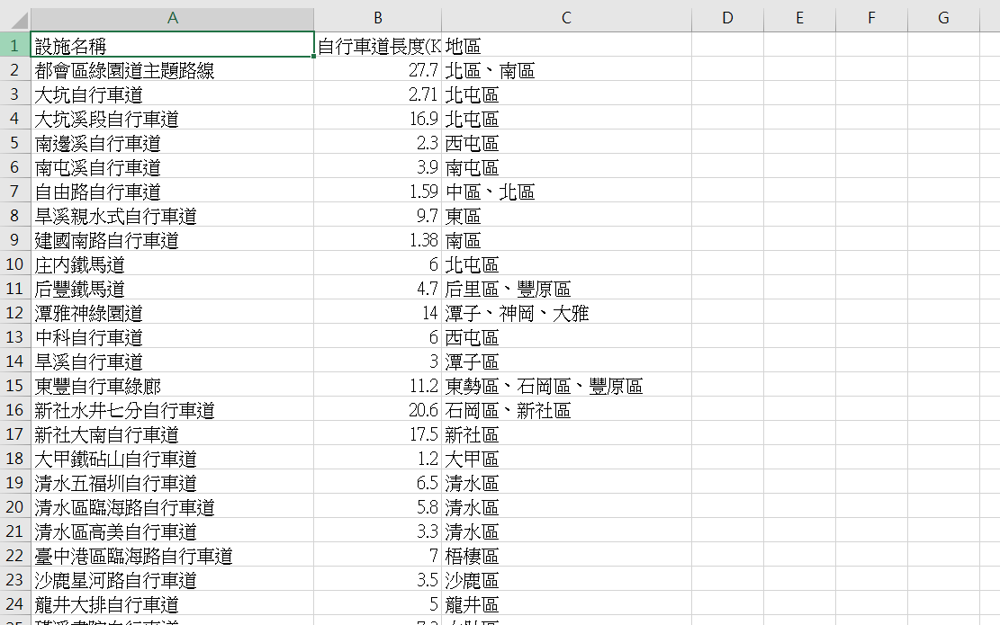 A B C D E F G
1 設施名稱 自行車道長度(K 地區
2 都會區綠園道主題路線 27.7 北區、南區
3 大坑自行車道 2.71 北屯區
4 大坑溪段自行車道 16.9 北屯區
5 南邊溪自行車道 2.3 西屯區
6 南屯溪自行車道 3.9 南屯區
7 自由路自行車道 1.59 中區、北區
8 旱溪親水式自行車道 9.7 東區
9 建國南路自行車道 1.38 南區
10 庄內鐵馬道 6 北屯區
11 后豐鐵馬道 4.7 后里區、豐原區
12 潭雅神綠園道 14 潭子、神岡、大雅
13 中科自行車道 6 西屯區
14 旱溪自行車道 3 潭子區
15 東豐自行車綠廊 11.2 東勢區、石岡區、豐原區
16 新社水井七分自行車道 20.6 石岡區、新社區
17 新社大南自行車道 17.5 新社區
18 大甲鐵砧山自行車道 1.2 大甲區
19 清水五福圳自行車道 6.5 清水區
20 清水區臨海路自行車道 5.8 清水區
21 清水區高美自行車道 3.3 清水區
22 臺中港區臨海路自行車道 7 梧棲區
23 沙鹿星河路自行車道 3.5 沙鹿區
24 龍井大排自行車道 5 龍井區